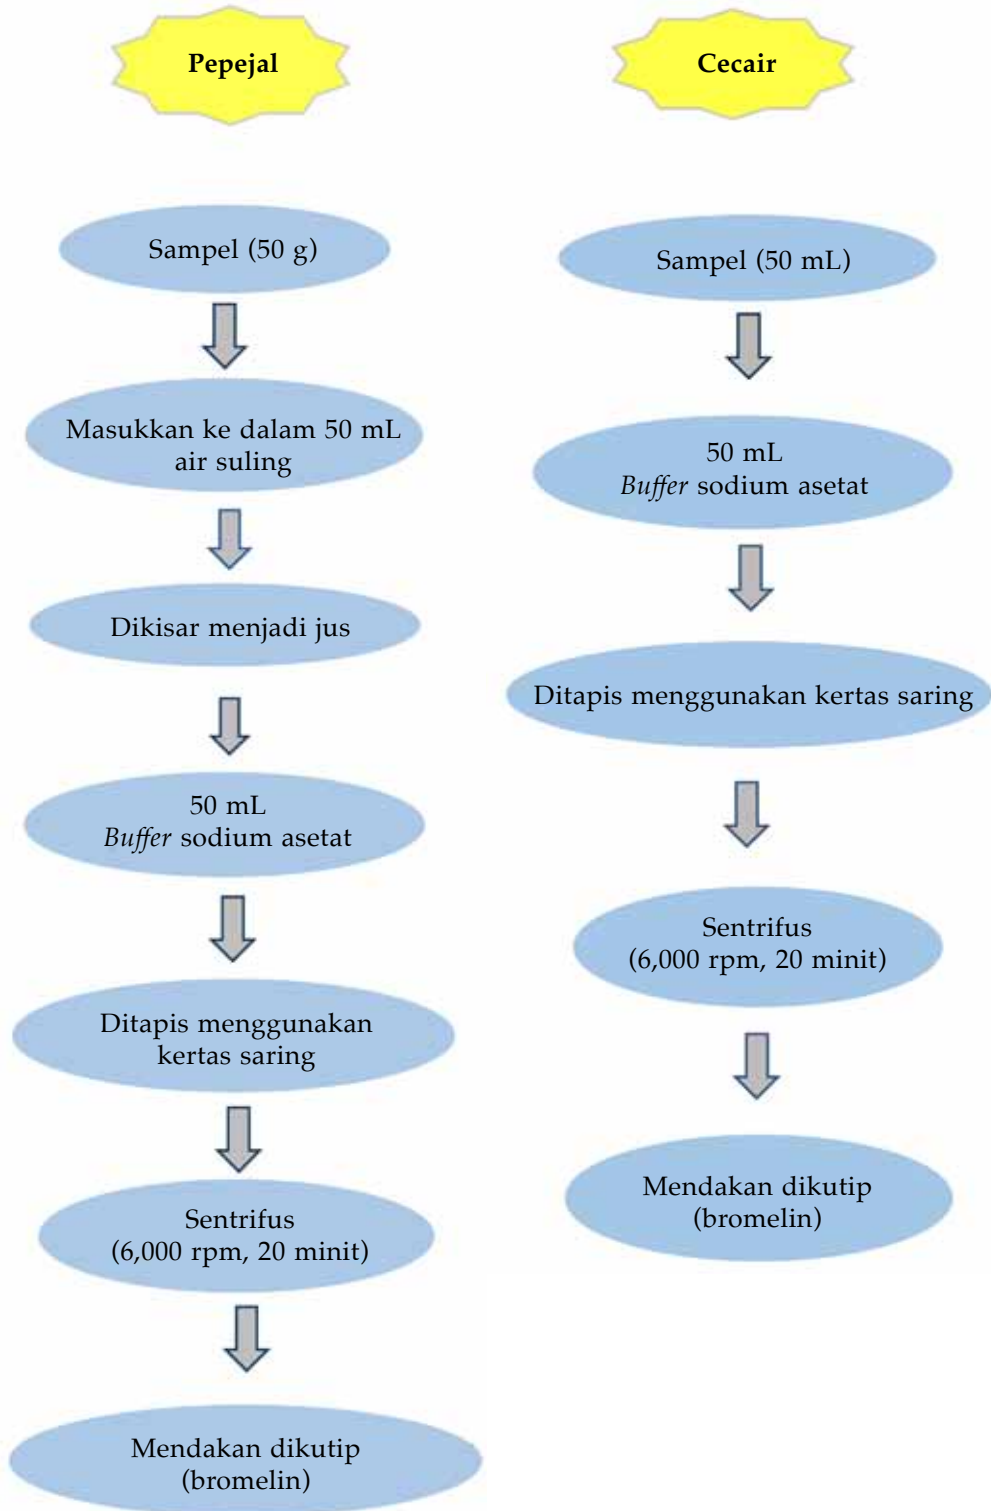 Pepejal
Sampel (50 g)
Masukkan ke dalam 50 mL
air suling
Dikisar menjadi jus
50 mL
Buffer sodium asetat
Ditapis menggunakan
kertas saring
Sentrifus
(6,000 rpm, 20 minit)
Mendakan dikutip
(bromelin)
Cecair
Sampel (50 mL)
50 mL
Buffer sodium asetat
Ditapis menggunakan kertas saring
Sentrifus
(6,000 rpm, 20 minit)
Mendakan dikutip
(bromelin)